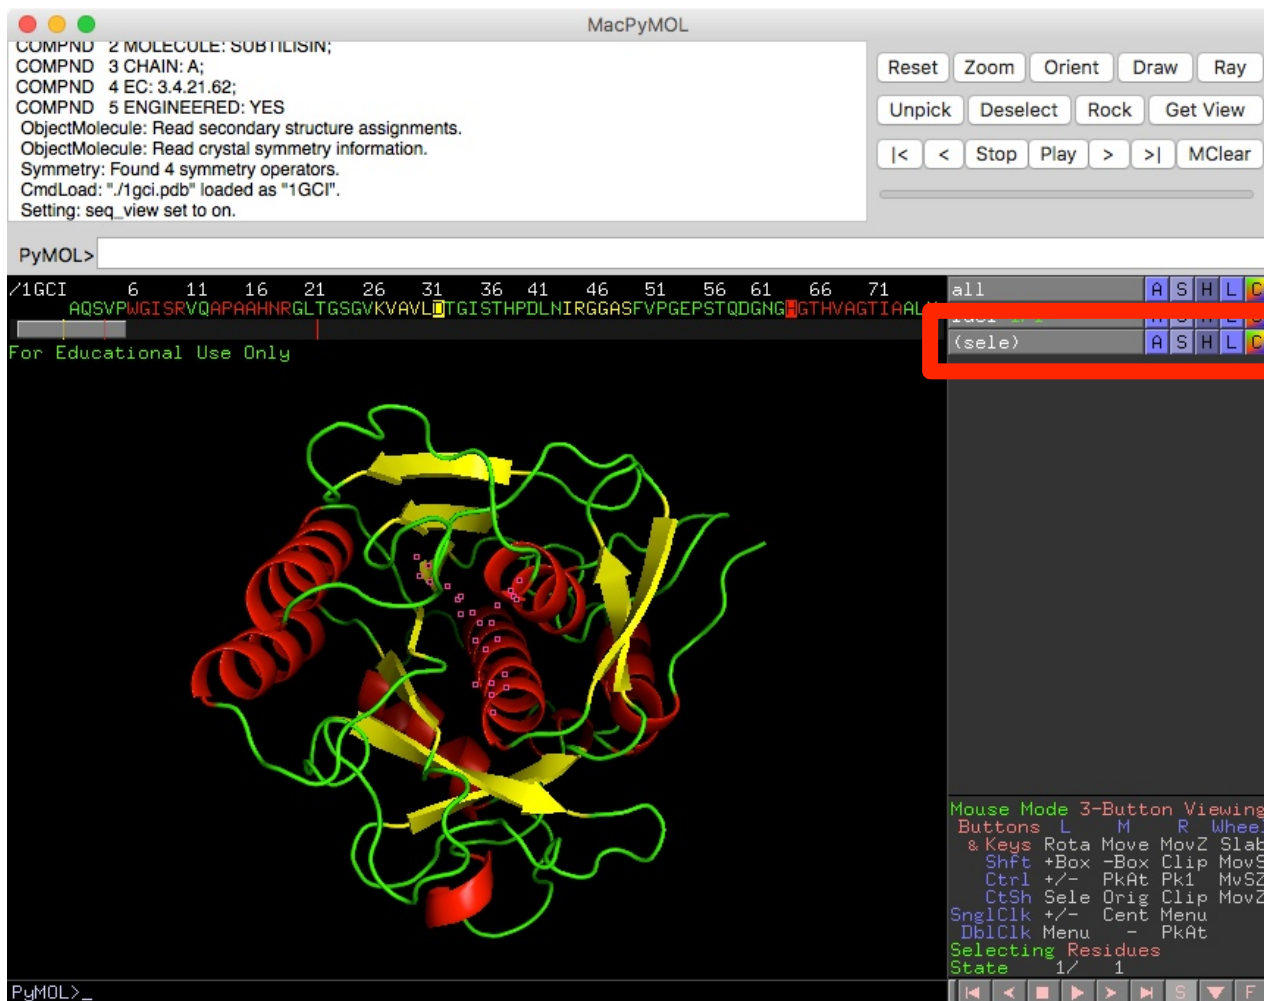 MacPyMOL
COMPND 2 MOLECULE: SUBTILISIN;
COMPND 3 CHAIN: A;
COMPND 4 EC: 3.4.21.62;
COMPND 5 ENGINEERED: YES
ObjectMolecule: Read secondary structure assignments.
ObjectMolecule: Read crystal symmetry information.
Symmetry: Found 4 symmetry operators.
CmdLoad: "./1gci.pdb" loaded as "1GCI".
Setting: seq_view set to on.
Reset Zoom Orient Draw Ray
Unpick Deselect Rock Get View
|< < Stop Play > >| MClear
PyMOL>
/1GCI 6 11 16 21 26 31 36 41 46 51 56 61 66 71
AQSVPWGISRVQAPAAHNRGLTGSGVKVAVLDTGISTHPDLNIRGGASFVPGEPSTQDGNGHGTHVAGTIAAL
For Educational Use Only
all A S H L C
A S H L C
(sele) A S H L C
Mouse Mode 3-Button Viewing
Buttons L M R Wheel
& Keys Rota Move MovZ Slab
Shft +Box -Box Clip MovS
Ctrl +/- PkAt Pk1 MvSZ
CtSh Sele Orig Clip MovZ
SnglClk +/- Cent Menu
DblClk Menu - PkAt
Selecting Residues
State 1/ 1
PyMOL>_
S F